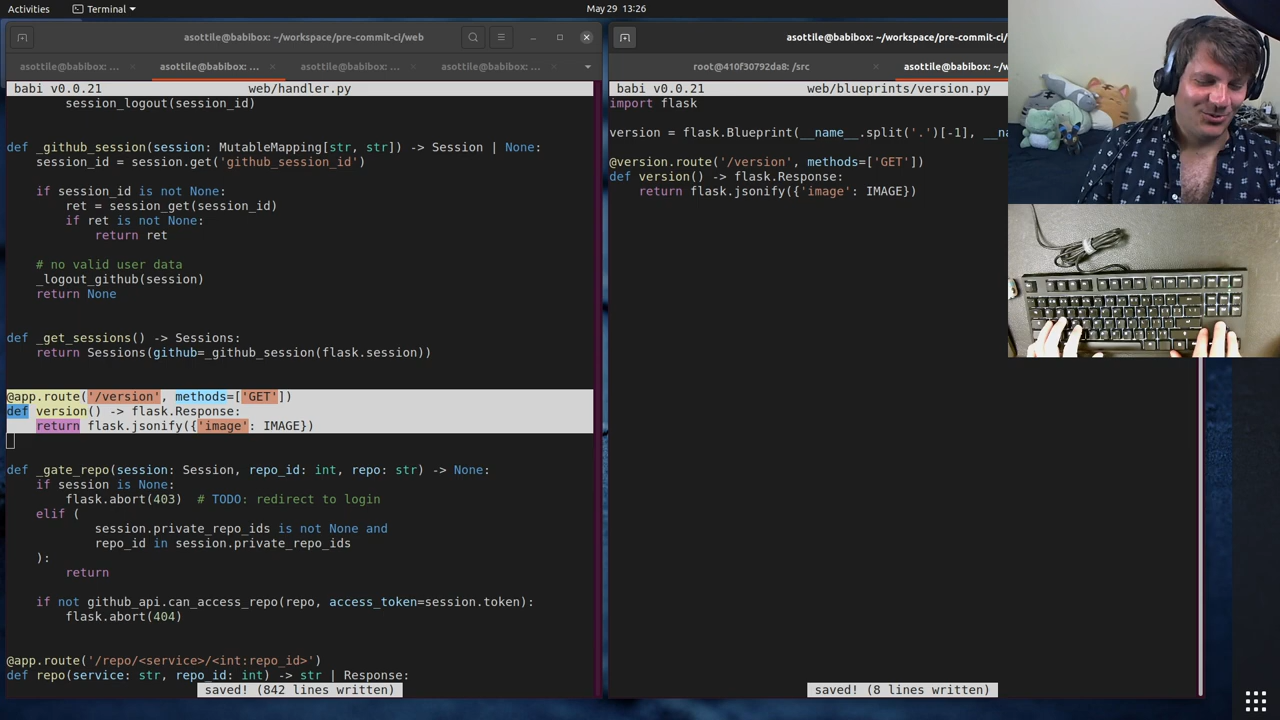 Activities
Terminal
May 29 13:26
asottile@babibox: ~/workspace/pre-commit-ci/web
asottile@babibox: ~... × asottile@babibox: ... × asottile@babibox: ~/... × asottile@babibox: ~/... ×
babi v0.0.21 web/handler.py
session_logout(session_id)
def _github_session(session: MutableMapping[str, str]) -> Session | None:
session_id = session.get('github_session_id')
if session_id is not None:
ret = session_get(session_id)
if ret is not None:
return ret
# no valid user data
_logout_github(session)
return None
def _get_sessions() -> Sessions:
return Sessions(github=_github_session(flask.session))
@app.route('/version', methods=['GET'])
def version() -> flask.Response:
return flask.jsonify({'image': IMAGE})
def _gate_repo(session: Session, repo_id: int, repo: str) -> None:
if session is None:
flask.abort(403)  # TODO: redirect to login
elif (
session.private_repo_ids is not None and
repo_id in session.private_repo_ids
):
return
if not github_api.can_access_repo(repo, access_token=session.token):
flask.abort(404)
@app.route('/repo/<service>/<int:repo_id>')
def repo(service: str, repo_id: int) -> str | Response:
saved! (842 lines written)
asottile@babibox: ~/workspace/pre-commit-ci/
root@410f30792da8: /src × asottile@babibox: ~/w
babi v0.0.21 web/blueprints/version.py
import flask
version = flask.Blueprint(__name__.split('.')[-1], __na
@version.route('/version', methods=['GET'])
def version() -> flask.Response:
return flask.jsonify({'image': IMAGE})
saved! (8 lines written)